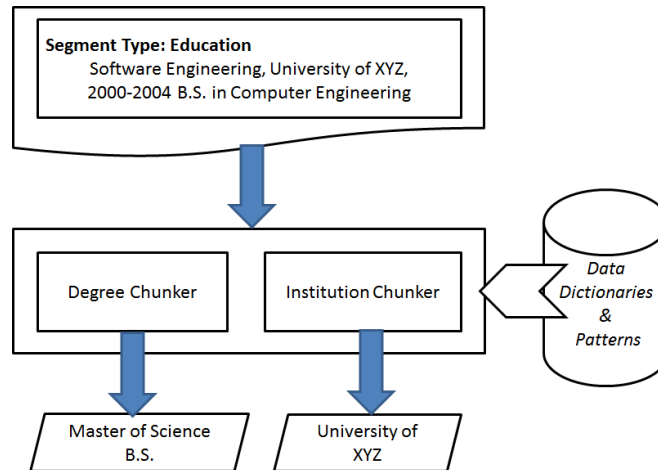 Segment Type: Education
Software Engineering, University of XYZ,
2000-2004 B.S. in Computer Engineering
Degree Chunker
Institution Chunker
Data
Dictionaries
&
Patterns
Master of Science
B.S.
University of
XYZ